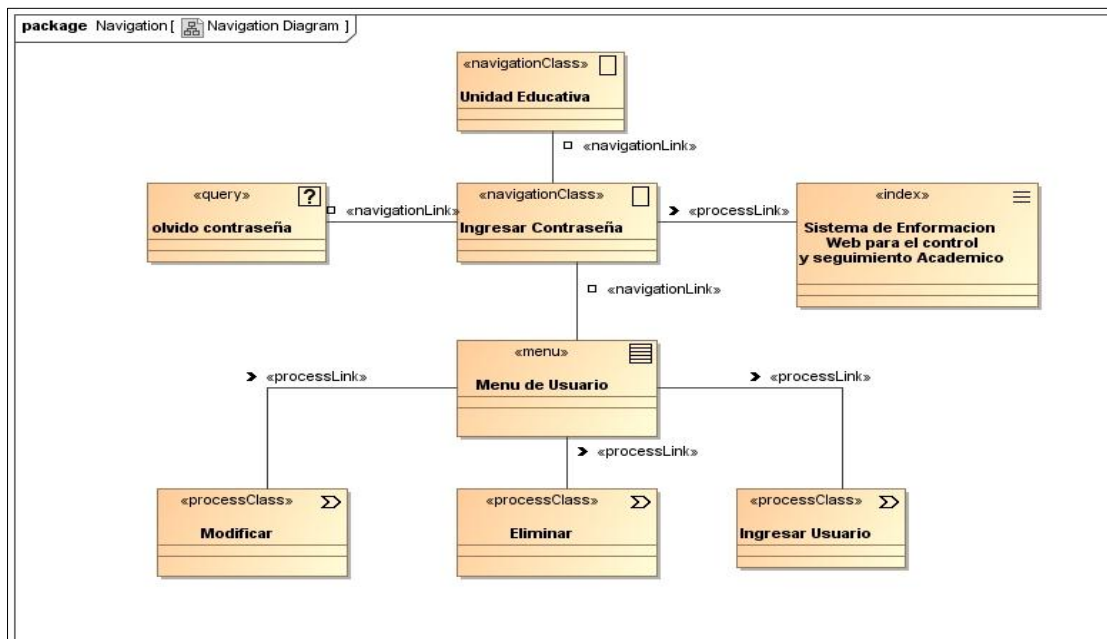 package Navigation [ Navigation Diagram ]
«navigationClass»
Unidad Educativa
«navigationLink»
«query»
?
olvido contraseña
«navigationLink»
«navigationClass»
Ingresar Contraseña
«processLink»
«index»
Sistema de Enformacion
Web para el control
y seguimiento Academico
«navigationLink»
«menu»
Menu de Usuario
«processLink»
«processLink»
«processLink»
«processClass»
Modificar
«processClass»
Eliminar
«processClass»
Ingresar Usuario